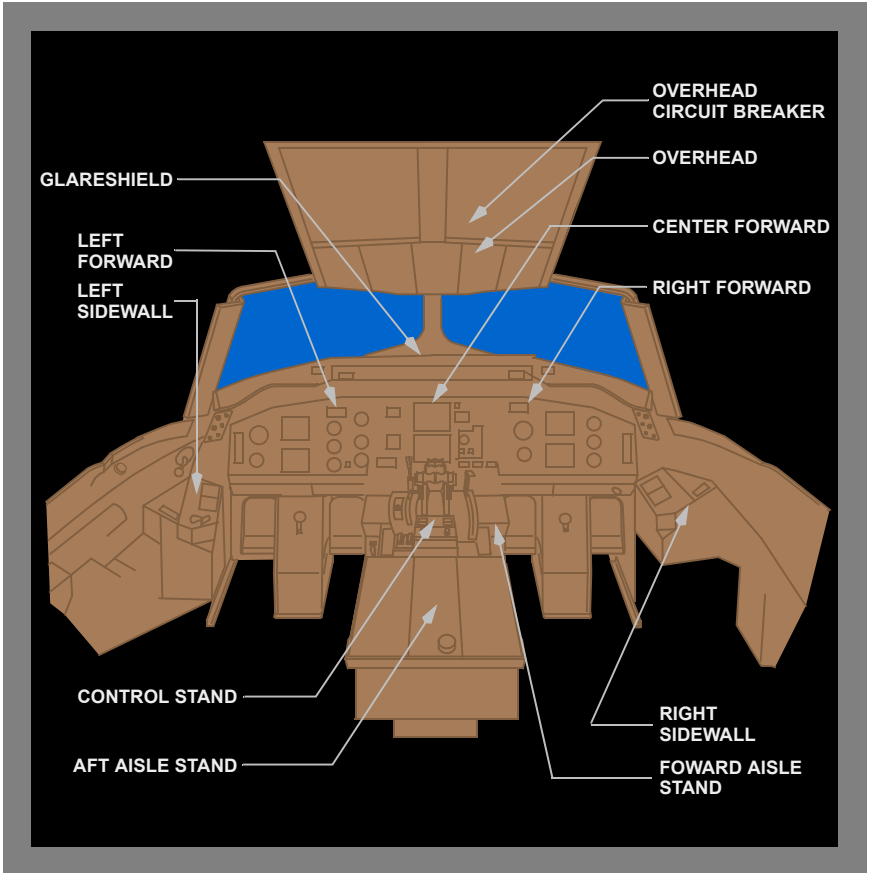 OVERHEAD
CIRCUIT BREAKER
OVERHEAD
GLARESHIELD
CENTER FORWARD
LEFT
FORWARD
RIGHT FORWARD
LEFT
SIDEWALL
CONTROL STAND
RIGHT
SIDEWALL
AFT AISLE STAND
FOWARD AISLE
STAND